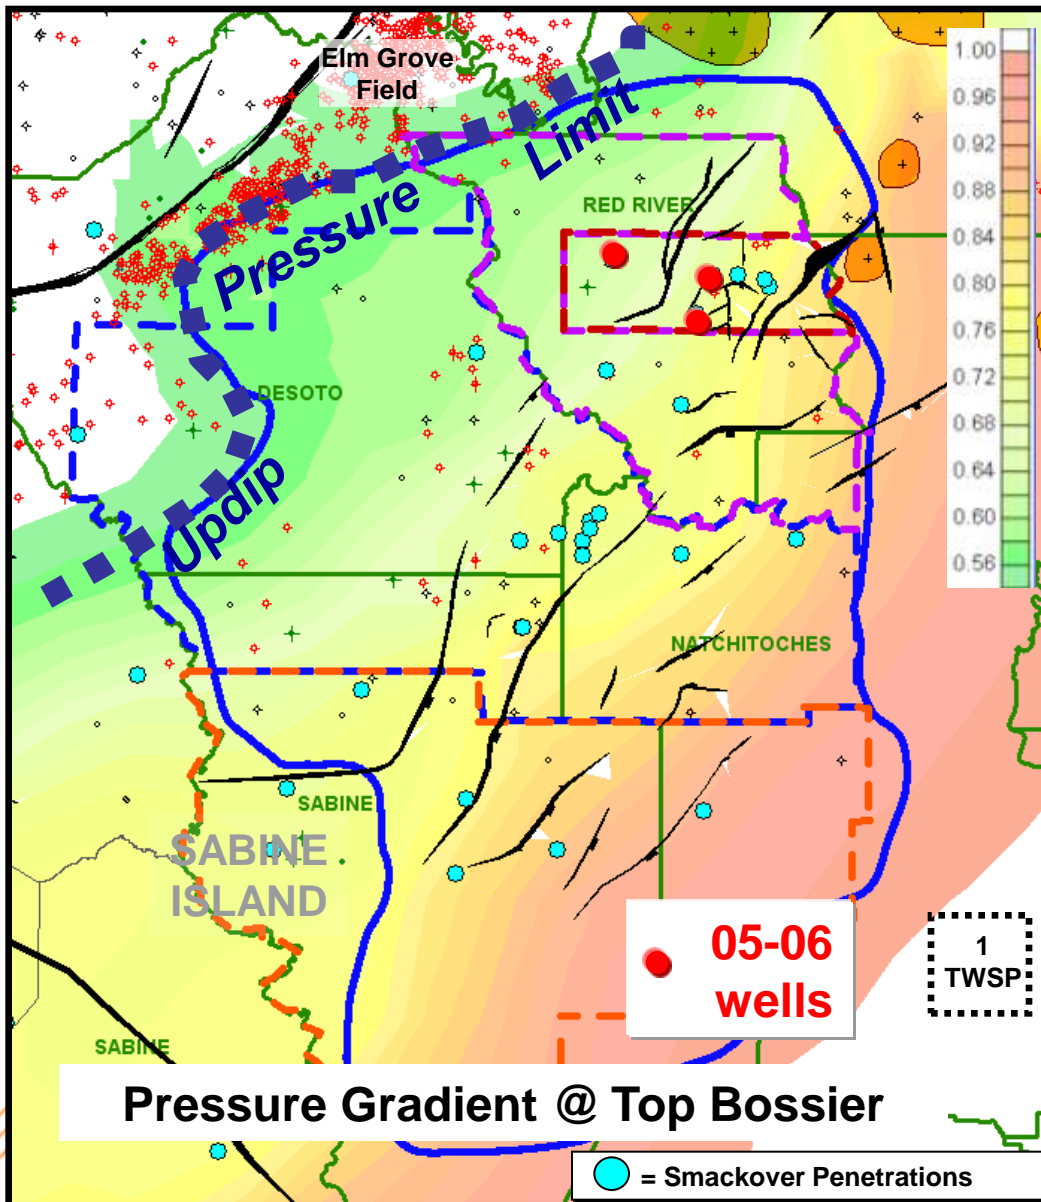 Elm Grove
Field
Updip Pressure Limit
1.00
0.96
0.92
0.88
0.84
0.80
0.76
0.72
0.68
0.64
0.60
0.56
RED RIVER
DESOTO
NATCHITOCHES
SABINE
SABINE
ISLAND
05-06
wells
1
TWSP
SABINE
Pressure Gradient @ Top Bossier
= Smackover Penetrations